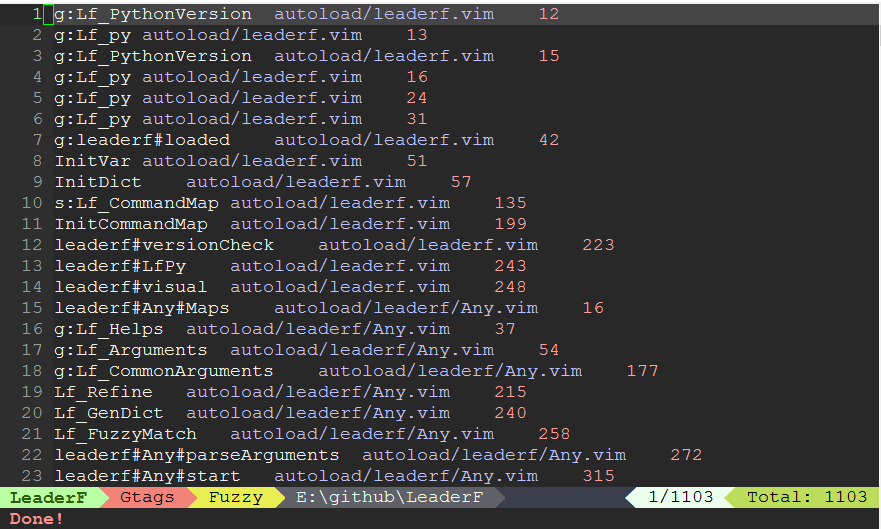 1 g:Lf_PythonVersion autoload/leaderf.vim 12
2 g:Lf_py autoload/leaderf.vim 13
3 g:Lf_PythonVersion autoload/leaderf.vim 15
4 g:Lf_py autoload/leaderf.vim 16
5 g:Lf_py autoload/leaderf.vim 24
6 g:Lf_py autoload/leaderf.vim 31
7 g:leaderf#loaded autoload/leaderf.vim 42
8 InitVar autoload/leaderf.vim 51
9 InitDict autoload/leaderf.vim 57
10 s:Lf_CommandMap autoload/leaderf.vim 135
11 InitCommandMap autoload/leaderf.vim 199
12 leaderf#versionCheck autoload/leaderf.vim 223
13 leaderf#LfPy autoload/leaderf.vim 243
14 leaderf#visual autoload/leaderf.vim 248
15 leaderf#Any#Maps autoload/leaderf/Any.vim 16
16 g:Lf_Helps autoload/leaderf/Any.vim 37
17 g:Lf_Arguments autoload/leaderf/Any.vim 54
18 g:Lf_CommonArguments autoload/leaderf/Any.vim 177
19 Lf_Refine autoload/leaderf/Any.vim 215
20 Lf_GenDict autoload/leaderf/Any.vim 240
21 Lf_FuzzyMatch autoload/leaderf/Any.vim 258
22 leaderf#Any#parseArguments autoload/leaderf/Any.vim 272
23 leaderf#Any#start autoload/leaderf/Any.vim 315
LeaderF Gtags Fuzzy E:\github\LeaderF 1/1103 Total: 1103
Done!